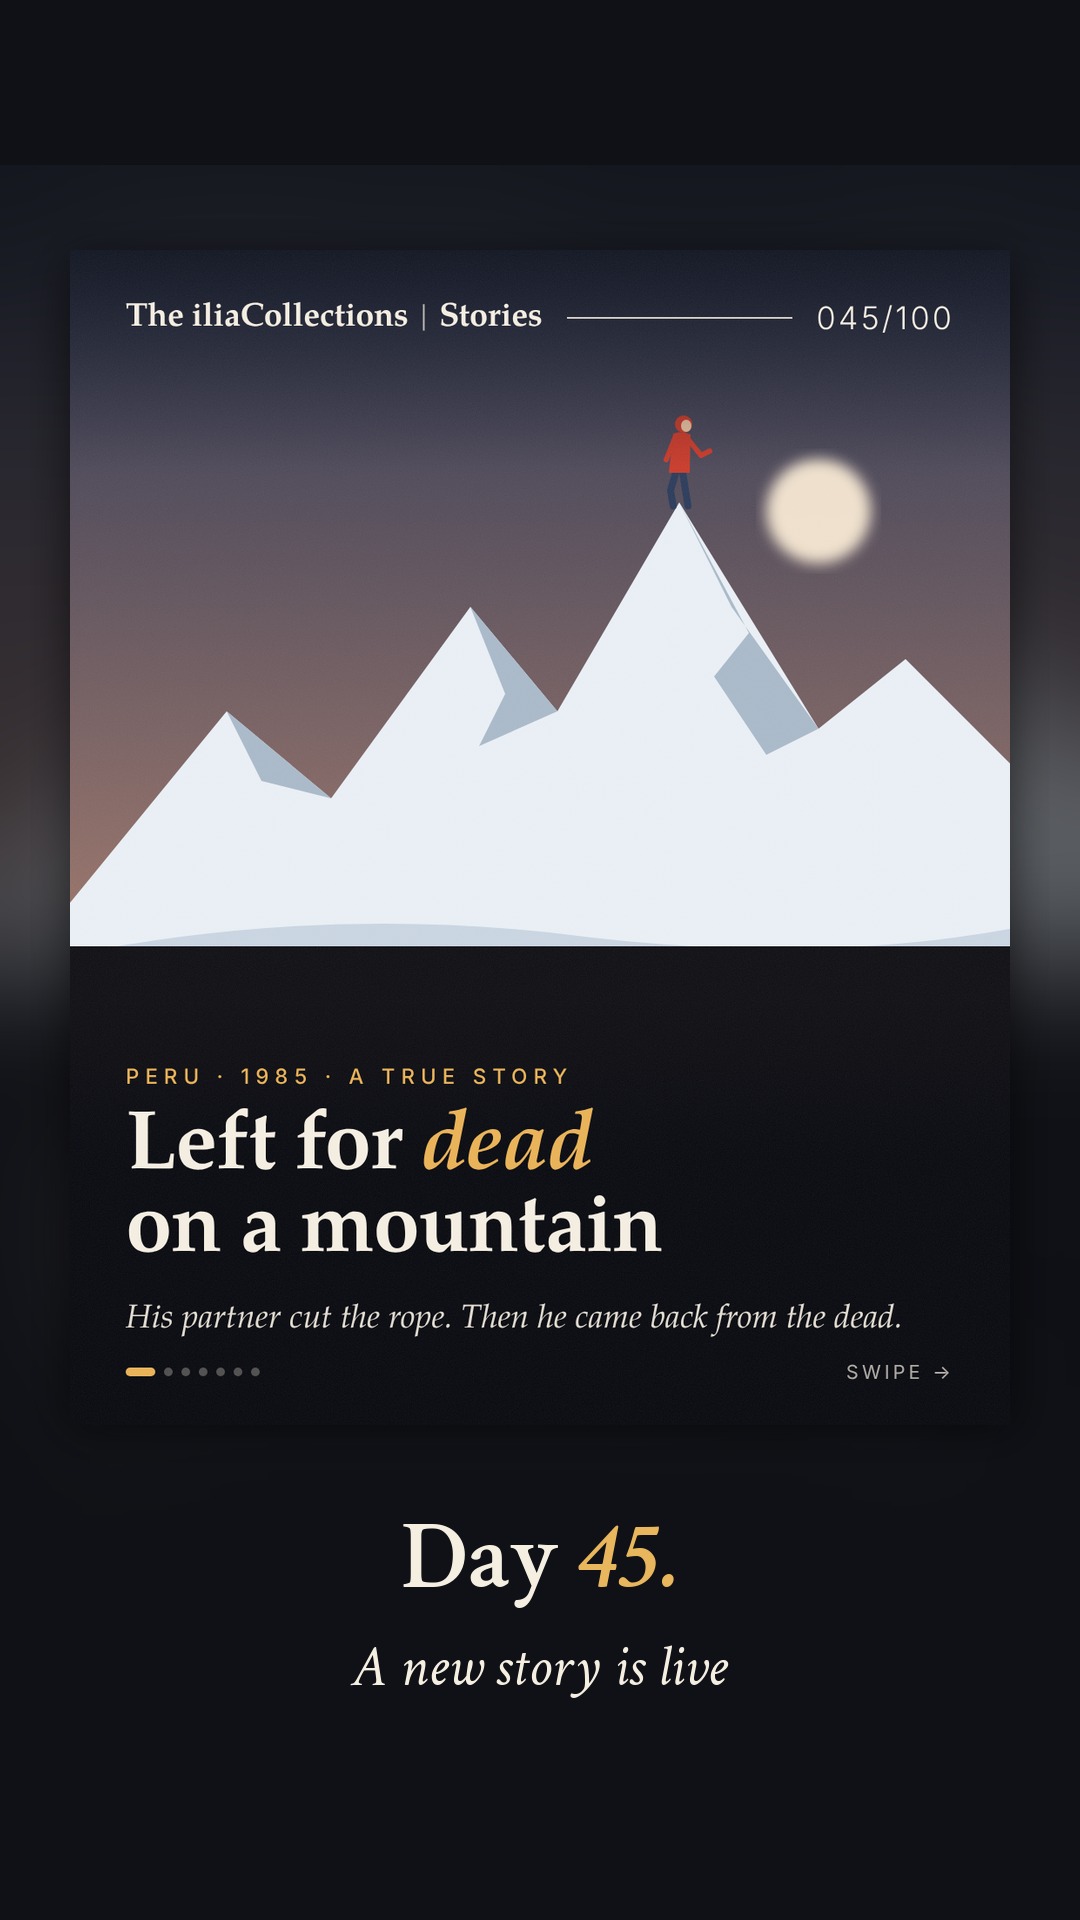 The iliaCollections | Stories 045/100
PERU · 1985 · A TRUE STORY
Left for dead
on a mountain
His partner cut the rope. Then he came back from the dead.
SWIPE →
Day 45.
A new story is live